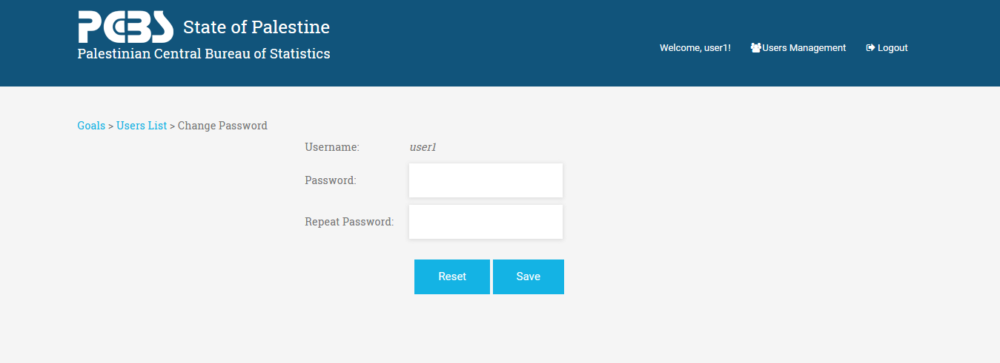 PCBS State of Palestine
Palestinian Central Bureau of Statistics
Welcome, user1! Users Management Logout
Goals > Users List > Change Password
Username: user1
Password:
Repeat Password:
Reset Save